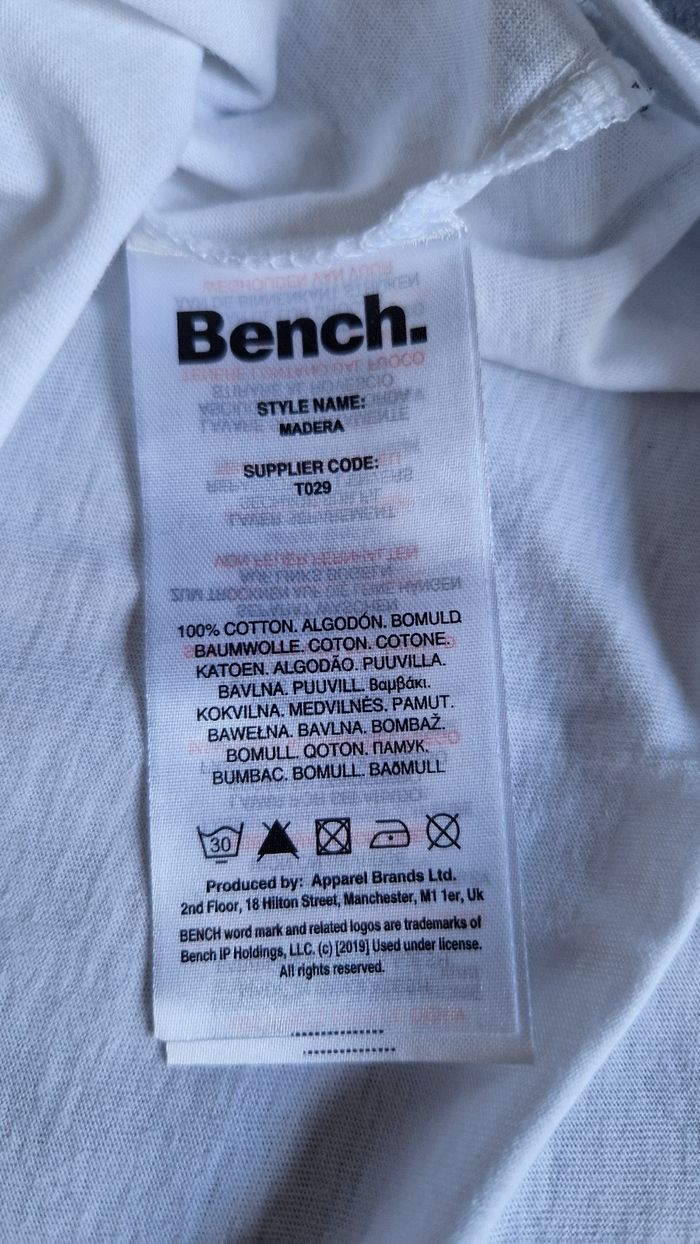 Bench.
STYLE NAME:
MADERA
SUPPLIER CODE:
T029
100% COTTON. ALGODÓN. BOMULD.
BAUMWOLLE. COTON. COTONE.
KATOEN. ALGODÃO. PUUVILLA.
BAVLNA. PUUVILL. Βαμβάκι.
KOKVILNA. MEDVILNĖS. PAMUT.
BAWEŁNA. BAVLNA. BOMBAŽ.
BOMULL. QOTON. ПАМУК.
BUMBAC. BOMULL. BAÐMULL
30
Produced by: Apparel Brands Ltd.
2nd Floor, 18 Hilton Street, Manchester, M1 1er, Uk
BENCH word mark and related logos are trademarks of
Bench IP Holdings, LLC. (c) [2019] Used under license.
All rights reserved.